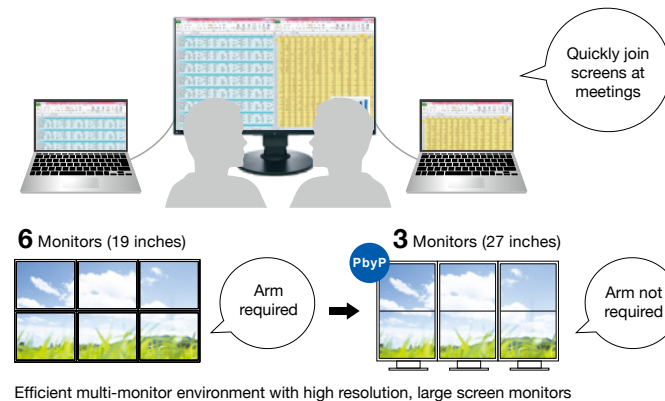 Quickly join
screens at
meetings
6 Monitors (19 inches)
3 Monitors (27 inches)
PbyP
Arm
required
Arm not
required
Efficient multi-monitor environment with high resolution, large screen monitors